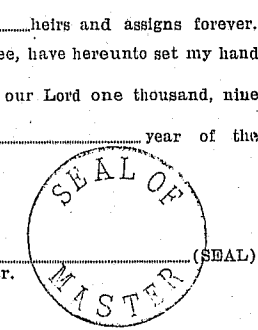 heirs and assigns forever.
ee, have hereunto set my hand
our Lord one thousand, nine
year of the
SEAL OF
(SEAL)
r.
MASTER